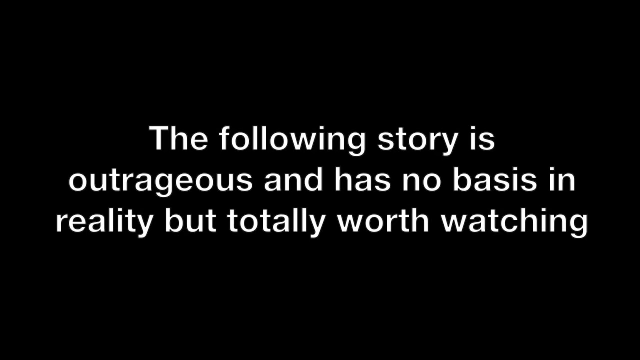 The following story is
outrageous and has no basis in
reality but totally worth watching